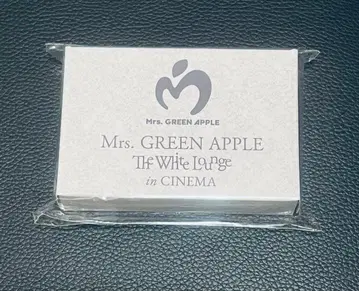 Mrs. GREEN APPLE
Mrs. GREEN APPLE
The White Lounge
in CINEMA